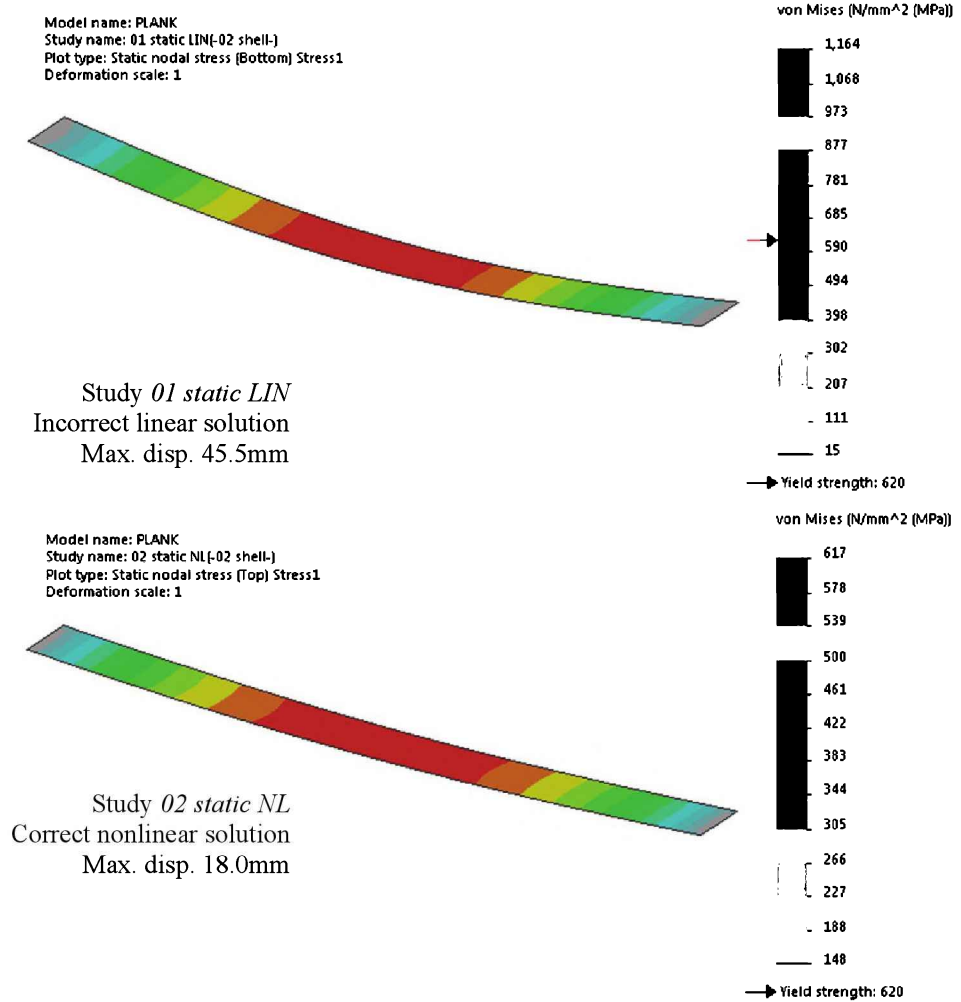 Model name: PLANK
Study name: 01 static LIN(-02 shell-)
Plot type: Static nodal stress (Bottom) Stress1
Deformation scale: 1
von Mises (N/mm^2 (MPa))
1,164
1,068
973
877
781
685
590
494
398
302
207
111
15
Yield strength: 620
Study 01 static LIN
Incorrect linear solution
Max. disp. 45.5mm
Model name: PLANK
Study name: 02 static NL(-02 shell-)
Plot type: Static nodal stress (Top) Stress1
Deformation scale: 1
von Mises (N/mm^2 (MPa))
617
578
539
500
461
422
383
344
305
266
227
188
148
Yield strength: 620
Study 02 static NL
Correct nonlinear solution
Max. disp. 18.0mm